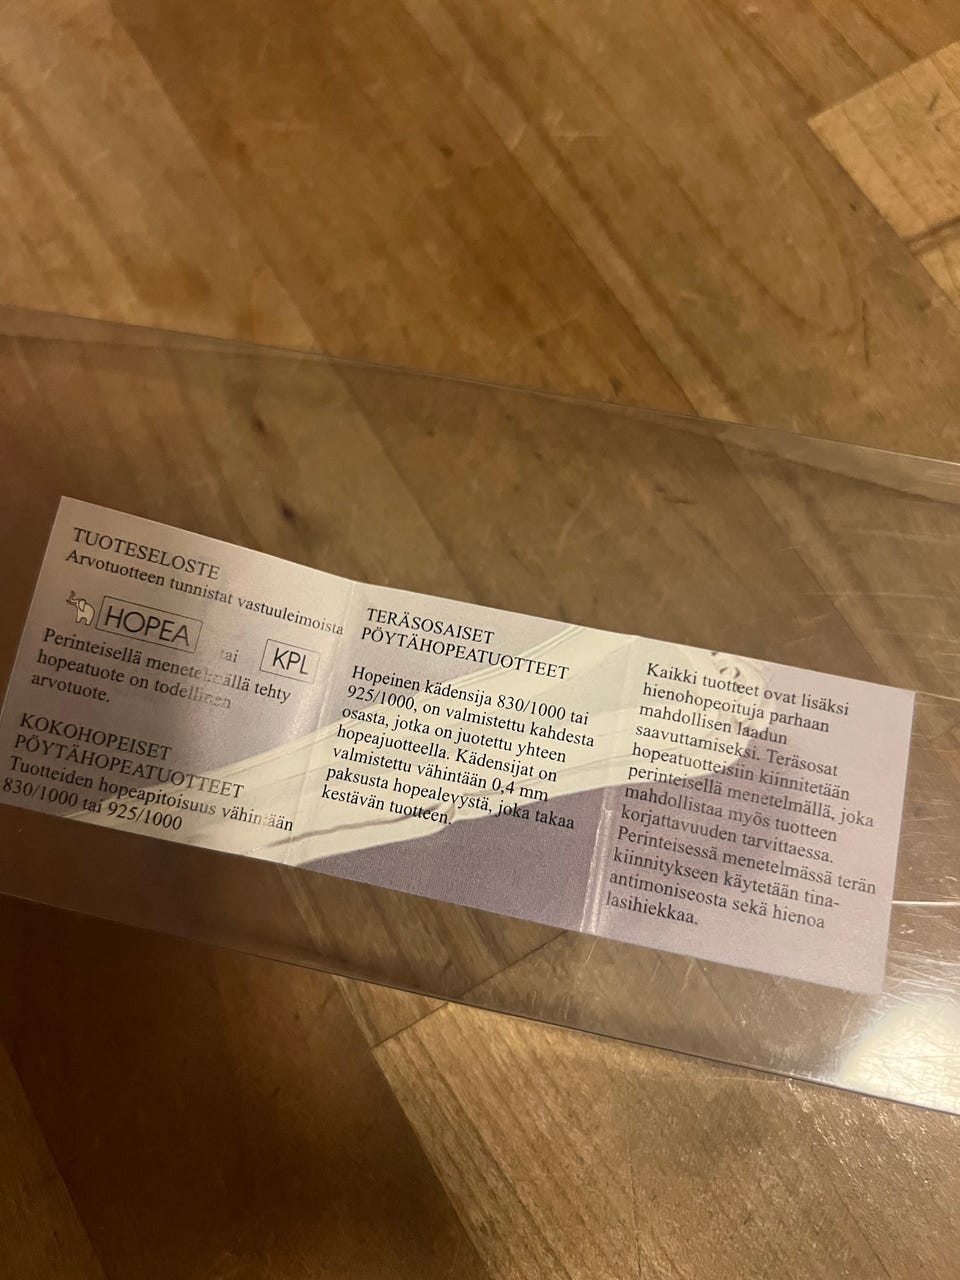 TUOTESELOSTE
Arvotuotteen tunnistat vastuuleimoista
HOPEA tai KPL
Perinteisellä menetelmällä tehty
hopeatuote on todellinen
arvotuote.
KOKOHOPEISET
PÖYTÄHOPEATUOTTEET
Tuotteiden hopeapitoisuus vähintään
830/1000 tai 925/1000
TERÄSOSAISET
PÖYTÄHOPEATUOTTEET
Hopeinen kädensija 830/1000 tai
925/1000, on valmistettu kahdesta
osasta, jotka on juotettu yhteen
hopeajuotteella. Kädensijat on
valmistettu vähintään 0,4 mm
paksusta hopealevystä, joka takaa
kestävän tuotteen.
Kaikki tuotteet ovat lisäksi
hienohopeoituja parhaan
mahdollisen laadun
saavuttamiseksi. Teräsosat
hopeatuotteisiin kiinnitetään
perinteisellä menetelmällä, joka
mahdollistaa myös tuotteen
korjattavuuden tarvittaessa.
Perinteisessä menetelmässä terän
kiinnitykseen käytetään tina-
antimoniseosta sekä hienoa
lasihiekkaa.